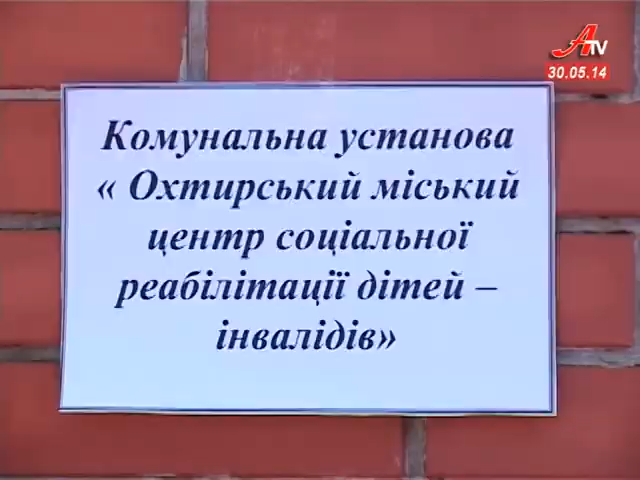 ATV
30.05.14
Комунальна установа
« Охтирський міський
центр соціальної
реабілітації дітей –
інвалідів»